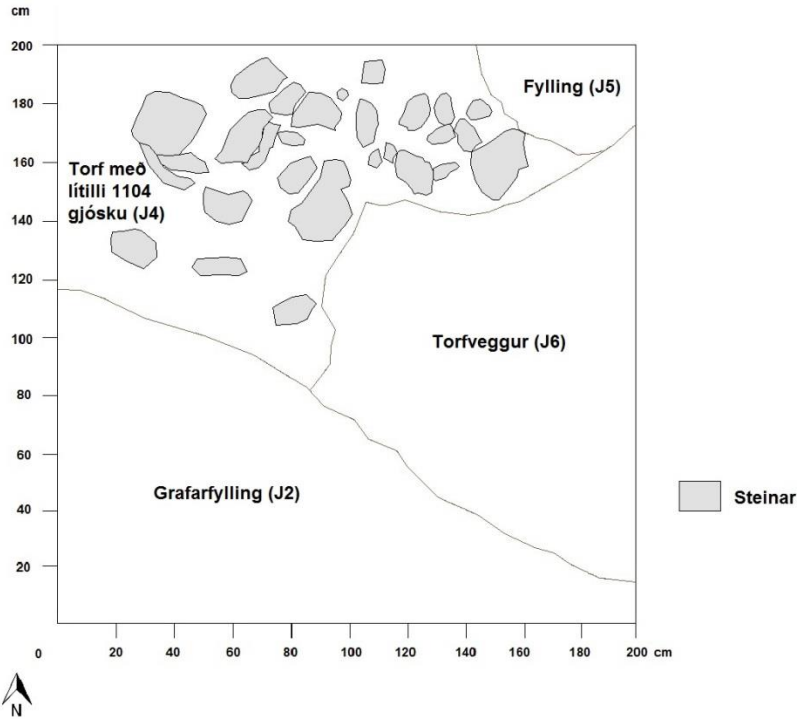 cm
200
180
160
140
120
100
80
60
40
20
0
20
40
60
80
100
120
140
160
180
200 cm
Fylling (J5)
Torf með
lítilli 1104
gjósku (J4)
Torfveggur (J6)
Grafarfylling (J2)
Steinar
N